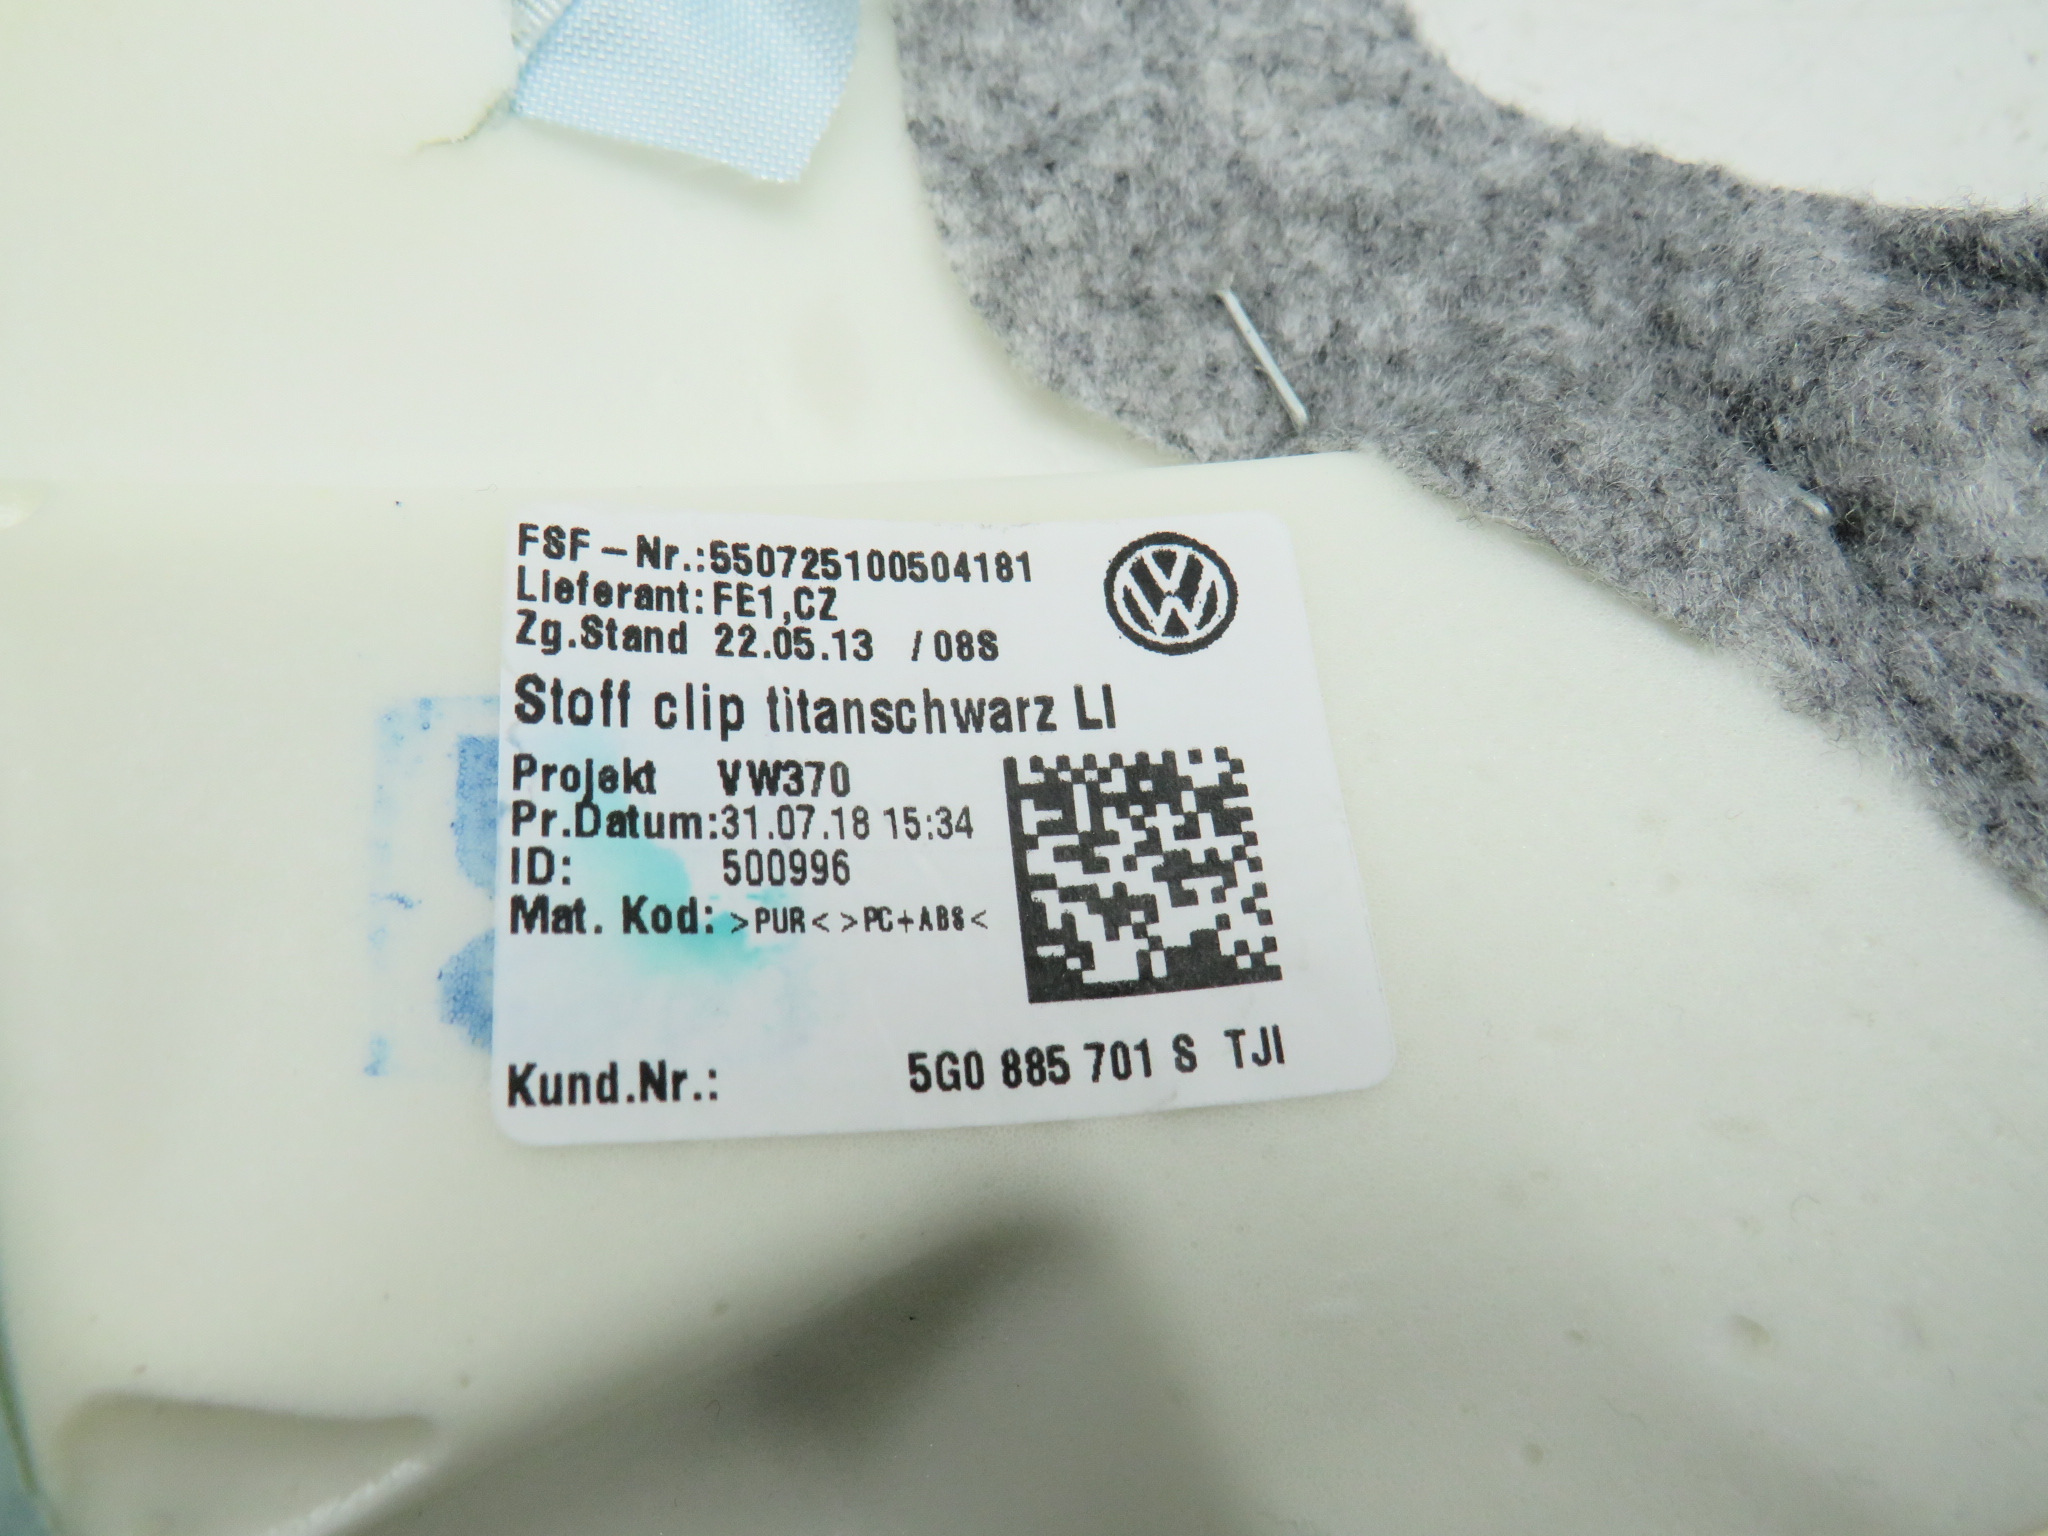 FSF-Nr.:550725100504181
Lieferant: FE1,CZ
Zg.Stand 22.05.13 / 08S
Stoff clip titanschwarz LI
Projekt VW370
Pr.Datum:31.07.18 15:34
ID: 500996
Mat. Kod: >PUR< >PC+ABS<
Kund.Nr.: 5G0 885 701 S TJI